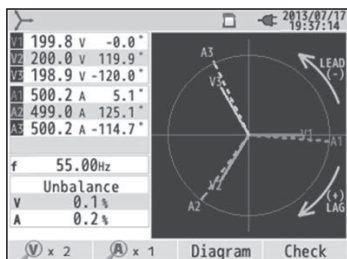 2013/07/17
19:37:14
V1 199.8 V -0.0°
V2 200.0 V 119.9°
V3 198.9 V -120.0°
A1 500.2 A 5.1°
A2 499.0 A 125.1°
A3 500.2 A -114.7°
f 55.00Hz
Unbalance
V 0.1%
A 0.2%
A3
V3
LEAD
(-)
V1
A1
V2
A2
(+)
LAG
V x 2
A x 1
Diagram
Check